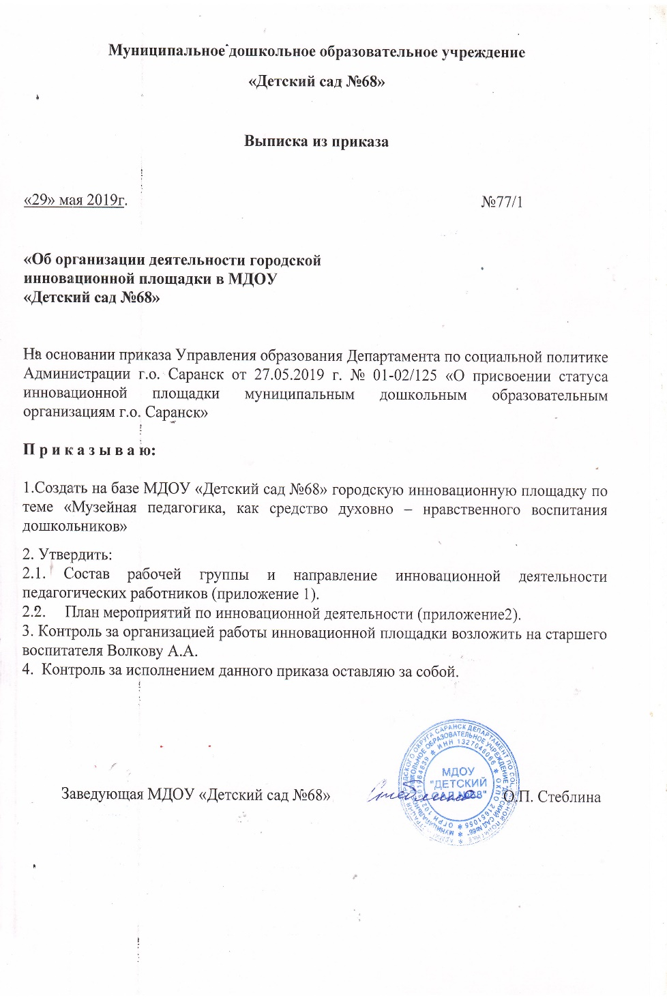 Муниципальное дошкольное образовательное учреждение
«Детский сад №68»
Выписка из приказа
«29» мая 2019г. №77/1
«Об организации деятельности городской
инновационной площадки в МДОУ
«Детский сад №68»
На основании приказа Управления образования Департамента по социальной политике
Администрации г.о. Саранск от 27.05.2019 г. № 01-02/125 «О присвоении статуса
инновационной площадки муниципальным дошкольным образовательным
организациям г.о. Саранск»
П р и к а з ы в а ю:
1.Создать на базе МДОУ «Детский сад №68» городскую инновационную площадку по
теме «Музейная педагогика, как средство духовно – нравственного воспитания
дошкольников»
2. Утвердить:
2.1. Состав рабочей группы и направление инновационной деятельности
педагогических работников (приложение 1).
2.2. План мероприятий по инновационной деятельности (приложение2).
3. Контроль за организацией работы инновационной площадки возложить на старшего
воспитателя Волкову А.А.
4. Контроль за исполнением данного приказа оставляю за собой.
Заведующая МДОУ «Детский сад №68» О.П. Стеблина
МДОУ
"ДЕТСКИЙ
САД №68"
ИНН 1327048066